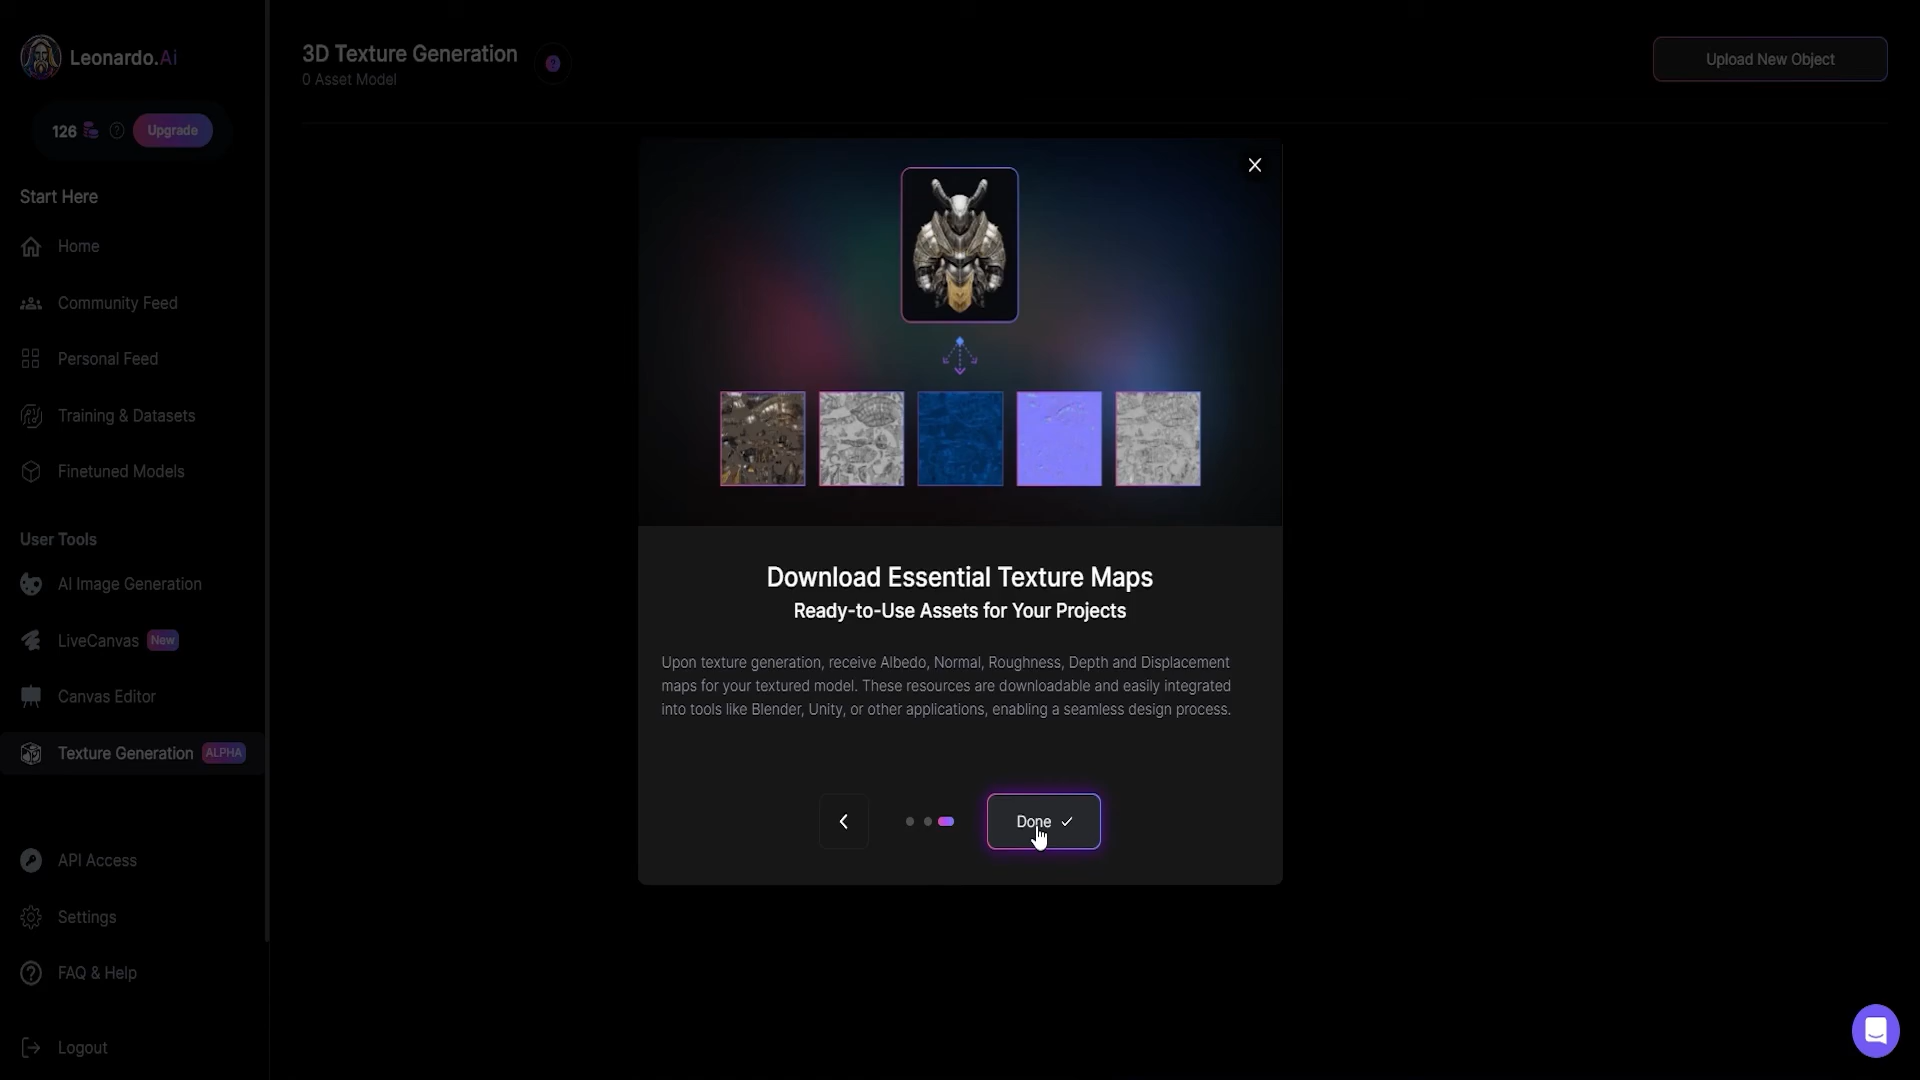 Leonardo.Ai
126
Upgrade
Start Here
Home
Community Feed
Personal Feed
Training & Datasets
Finetuned Models
User Tools
AI Image Generation
LiveCanvas New
Canvas Editor
Texture Generation ALPHA
API Access
Settings
FAQ & Help
Logout
3D Texture Generation
0 Asset Model
Upload New Object
Download Essential Texture Maps
Ready-to-Use Assets for Your Projects
Upon texture generation, receive Albedo, Normal, Roughness, Depth and Displacement
maps for your textured model. These resources are downloadable and easily integrated
into tools like Blender, Unity, or other applications, enabling a seamless design process.
Done